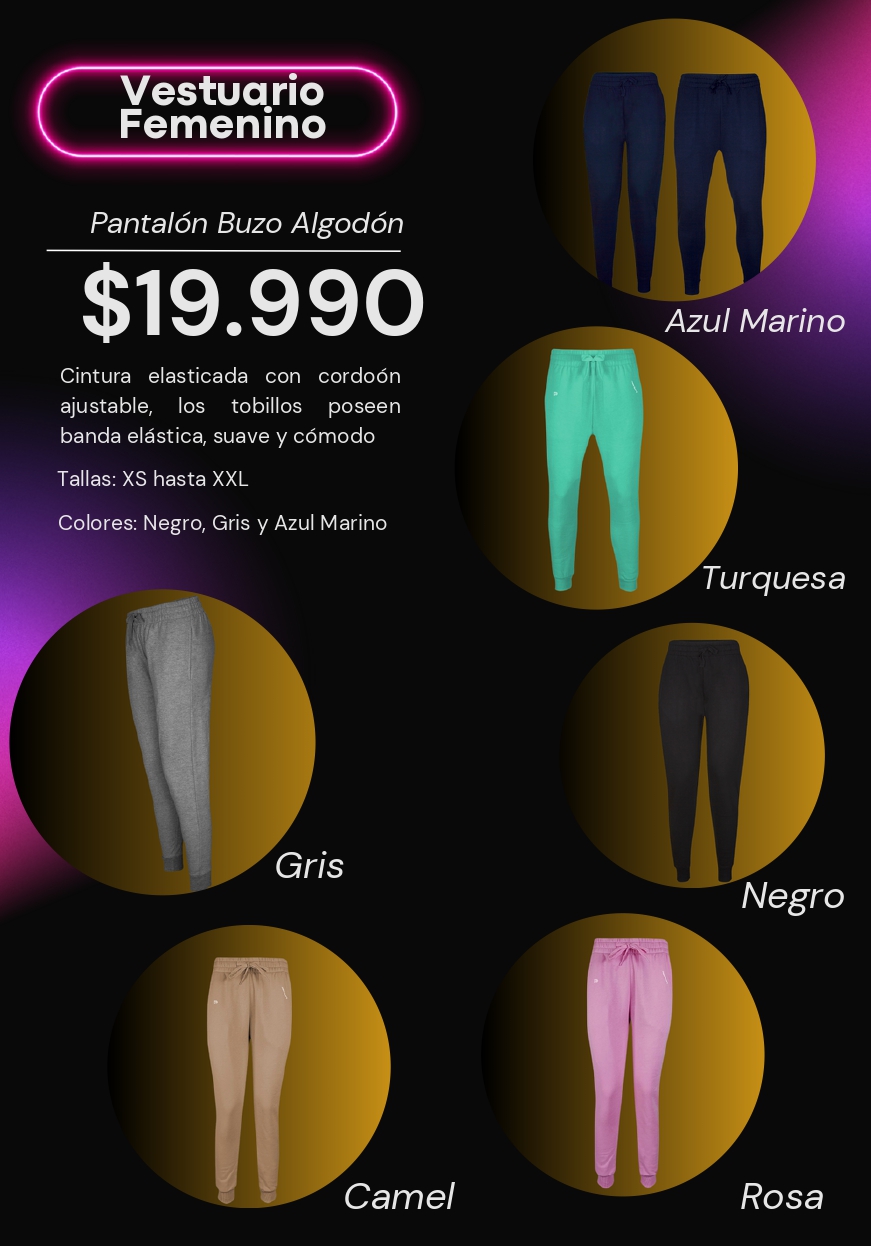 Vestuario
Femenino
Pantalón Buzo Algodón
$19.990
Cintura elasticada con cordoón
ajustable, los tobillos poseen
banda elástica, suave y cómodo
Tallas: XS hasta XXL
Colores: Negro, Gris y Azul Marino
Azul Marino
Turquesa
Gris
Negro
Camel
Rosa